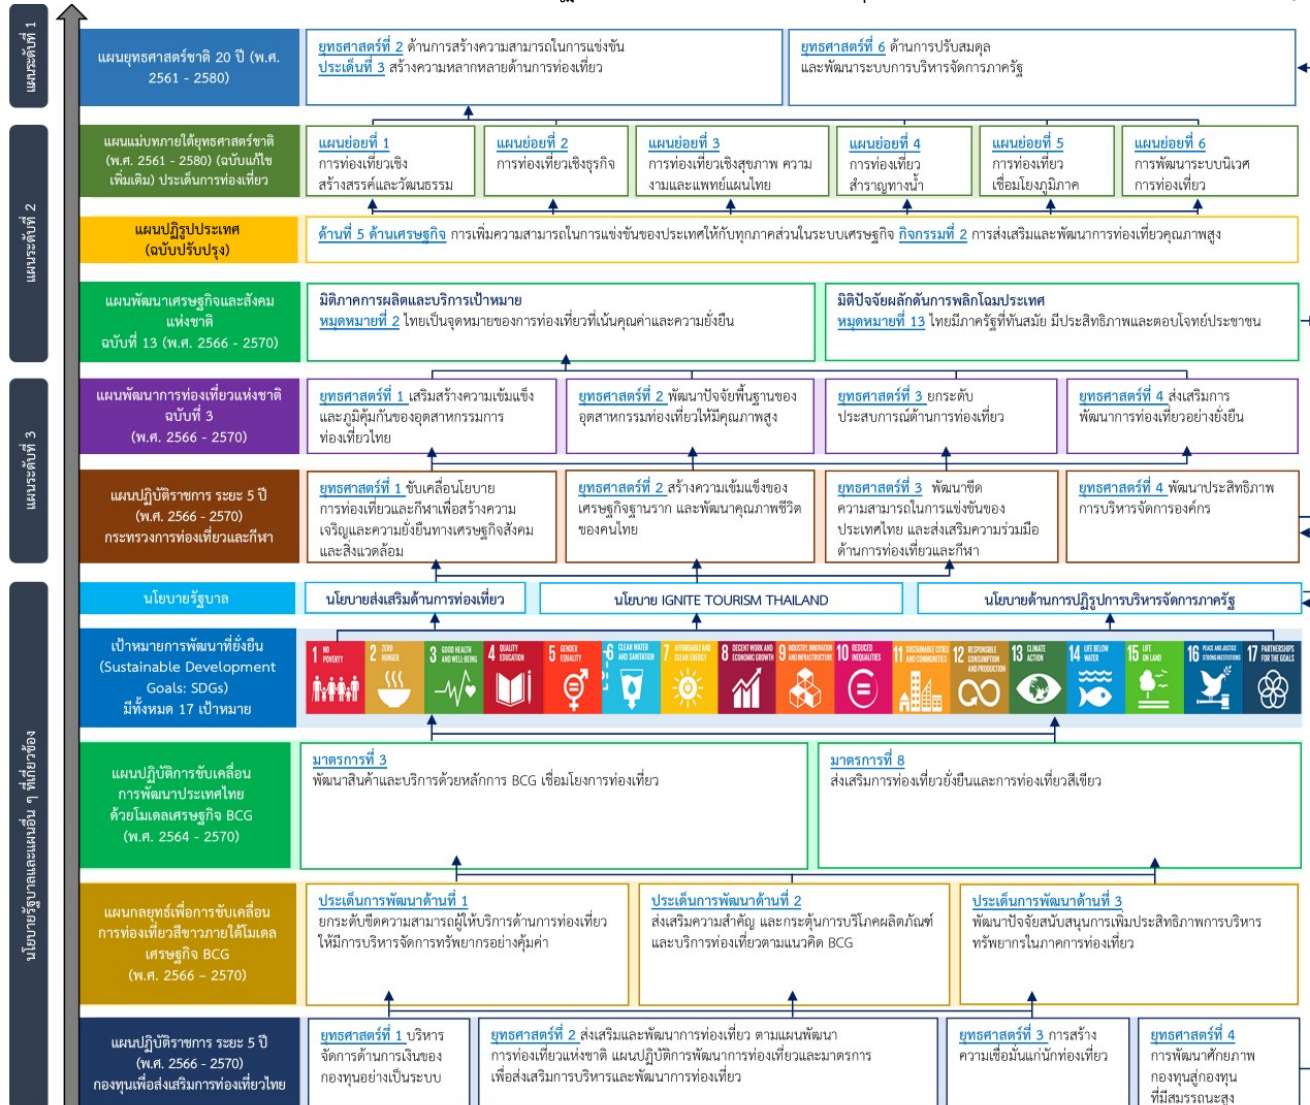 แผนระดับที่ 1
แผนยุทธศาสตร์ชาติ 20 ปี (พ.ศ.
2561 - 2580)
ยุทธศาสตร์ที่ 2 ด้านการสร้างความสามารถในการแข่งขัน
ประเด็นที่ 3 สร้างความหลากหลายด้านการท่องเที่ยว
ยุทธศาสตร์ที่ 6 ด้านการปรับสมดุล
และพัฒนาระบบการบริหารจัดการภาครัฐ
แผนระดับที่ 2
แผนแม่บทภายใต้ยุทธศาสตร์ชาติ
(พ.ศ. 2561 - 2580) (ฉบับแก้ไข
เพิ่มเติม) ประเด็นการท่องเที่ยว
แผนย่อยที่ 1
การท่องเที่ยวเชิง
สร้างสรรค์และวัฒนธรรม
แผนย่อยที่ 2
การท่องเที่ยวเชิงธุรกิจ
แผนย่อยที่ 3
การท่องเที่ยวเชิงสุขภาพ ความ
งามและแพทย์แผนไทย
แผนย่อยที่ 4
การท่องเที่ยว
สำราญทางน้ำ
แผนย่อยที่ 5
การท่องเที่ยว
เชื่อมโยงภูมิภาค
แผนย่อยที่ 6
การพัฒนาระบบนิเวศ
การท่องเที่ยว
แผนปฏิรูปประเทศ
(ฉบับปรับปรุง)
ด้านที่ 5 ด้านเศรษฐกิจ การเพิ่มความสามารถในการแข่งขันของประเทศให้กับทุกภาคส่วนในระบบเศรษฐกิจ กิจกรรมที่ 2 การส่งเสริมและพัฒนาการท่องเที่ยวคุณภาพสูง
แผนพัฒนาเศรษฐกิจและสังคม
แห่งชาติ
ฉบับที่ 13 (พ.ศ. 2566 - 2570)
มิติภาคการผลิตและบริการเป้าหมาย
หมุดหมายที่ 2 ไทยเป็นจุดหมายของการท่องเที่ยวที่เน้นคุณค่าและความยั่งยืน
มิติปัจจัยผลักดันการพลิกโฉมประเทศ
หมุดหมายที่ 13 ไทยมีภาครัฐที่ทันสมัย มีประสิทธิภาพและตอบโจทย์ประชาชน
แผนระดับที่ 3
แผนพัฒนาการท่องเที่ยวแห่งชาติ
ฉบับที่ 3
(พ.ศ. 2566 - 2570)
ยุทธศาสตร์ที่ 1 เสริมสร้างความเข้มแข็ง
และภูมิคุ้มกันของอุตสาหกรรมการ
ท่องเที่ยวไทย
ยุทธศาสตร์ที่ 2 พัฒนาปัจจัยพื้นฐานของ
อุตสาหกรรมท่องเที่ยวให้มีคุณภาพสูง
ยุทธศาสตร์ที่ 3 ยกระดับ
ประสบการณ์ด้านการท่องเที่ยว
ยุทธศาสตร์ที่ 4 ส่งเสริมการ
พัฒนาการท่องเที่ยวอย่างยั่งยืน
แผนปฏิบัติราชการ ระยะ 5 ปี
(พ.ศ. 2566 - 2570)
กระทรวงการท่องเที่ยวและกีฬา
ยุทธศาสตร์ที่ 1 ขับเคลื่อนโยบาย
การท่องเที่ยวและกีฬาเพื่อสร้างความ
เจริญและความยั่งยืนทางเศรษฐกิจสังคม
และสิ่งแวดล้อม
ยุทธศาสตร์ที่ 2 สร้างความเข้มแข็งของ
เศรษฐกิจฐานราก และพัฒนาคุณภาพชีวิต
ของคนไทย
ยุทธศาสตร์ที่ 3 พัฒนาขีด
ความสามารถในการแข่งขันของ
ประเทศไทย และส่งเสริมความร่วมมือ
ด้านการท่องเที่ยวและกีฬา
ยุทธศาสตร์ที่ 4 พัฒนาประสิทธิภาพ
การบริหารจัดการองค์กร
นโยบายรัฐบาลและแผนอื่น ๆ ที่เกี่ยวข้อง
นโยบายรัฐบาล
นโยบายส่งเสริมด้านการท่องเที่ยว
นโยบาย IGNITE TOURISM THAILAND
นโยบายด้านการปฏิรูปการบริหารจัดการภาครัฐ
เป้าหมายการพัฒนาที่ยั่งยืน
(Sustainable Development
Goals: SDGs)
มีทั้งหมด 17 เป้าหมาย
1 NO POVERTY
2 ZERO HUNGER
3 GOOD HEALTH AND WELL-BEING
4 QUALITY EDUCATION
5 GENDER EQUALITY
6 CLEAN WATER AND SANITATION
7 AFFORDABLE AND CLEAN ENERGY
8 DECENT WORK AND ECONOMIC GROWTH
9 INDUSTRY, INNOVATION AND INFRASTRUCTURE
10 REDUCED INEQUALITIES
11 SUSTAINABLE CITIES AND COMMUNITIES
12 RESPONSIBLE CONSUMPTION AND PRODUCTION
13 CLIMATE ACTION
14 LIFE BELOW WATER
15 LIFE ON LAND
16 PEACE AND JUSTICE STRONG INSTITUTIONS
17 PARTNERSHIPS FOR THE GOALS
แผนปฏิบัติการขับเคลื่อน
การพัฒนาประเทศไทย
ด้วยโมเดลเศรษฐกิจ BCG
(พ.ศ. 2564 - 2570)
มาตรการที่ 3
พัฒนาสินค้าและบริการด้วยหลักการ BCG เชื่อมโยงการท่องเที่ยว
มาตรการที่ 8
ส่งเสริมการท่องเที่ยวยั่งยืนและการท่องเที่ยวสีเขียว
แผนกลยุทธ์เพื่อการขับเคลื่อน
การท่องเที่ยวสีขาวภายใต้โมเดล
เศรษฐกิจ BCG
(พ.ศ. 2566 – 2570)
ประเด็นการพัฒนาด้านที่ 1
ยกระดับขีดความสามารถผู้ให้บริการด้านการท่องเที่ยว
ให้มีการบริหารจัดการทรัพยากรอย่างคุ้มค่า
ประเด็นการพัฒนาด้านที่ 2
ส่งเสริมความสำคัญ และกระตุ้นการบริโภคผลิตภัณฑ์
และบริการท่องเที่ยวตามแนวคิด BCG
ประเด็นการพัฒนาด้านที่ 3
พัฒนาปัจจัยสนับสนุนการเพิ่มประสิทธิภาพการบริหาร
ทรัพยากรในภาคการท่องเที่ยว
แผนปฏิบัติราชการ ระยะ 5 ปี
(พ.ศ. 2566 - 2570)
กองทุนเพื่อส่งเสริมการท่องเที่ยวไทย
ยุทธศาสตร์ที่ 1 บริหาร
จัดการด้านการเงินของ
กองทุนอย่างเป็นระบบ
ยุทธศาสตร์ที่ 2 ส่งเสริมและพัฒนาการท่องเที่ยว ตามแผนพัฒนา
การท่องเที่ยวแห่งชาติ แผนปฏิบัติการพัฒนาการท่องเที่ยวและมาตรการ
เพื่อส่งเสริมการบริหารและพัฒนาการท่องเที่ยว
ยุทธศาสตร์ที่ 3 การสร้าง
ความเชื่อมั่นแก่นักท่องเที่ยว
ยุทธศาสตร์ที่ 4
การพัฒนาศักยภาพ
กองทุนสู่กองทุน
ที่มีสมรรถนะสูง